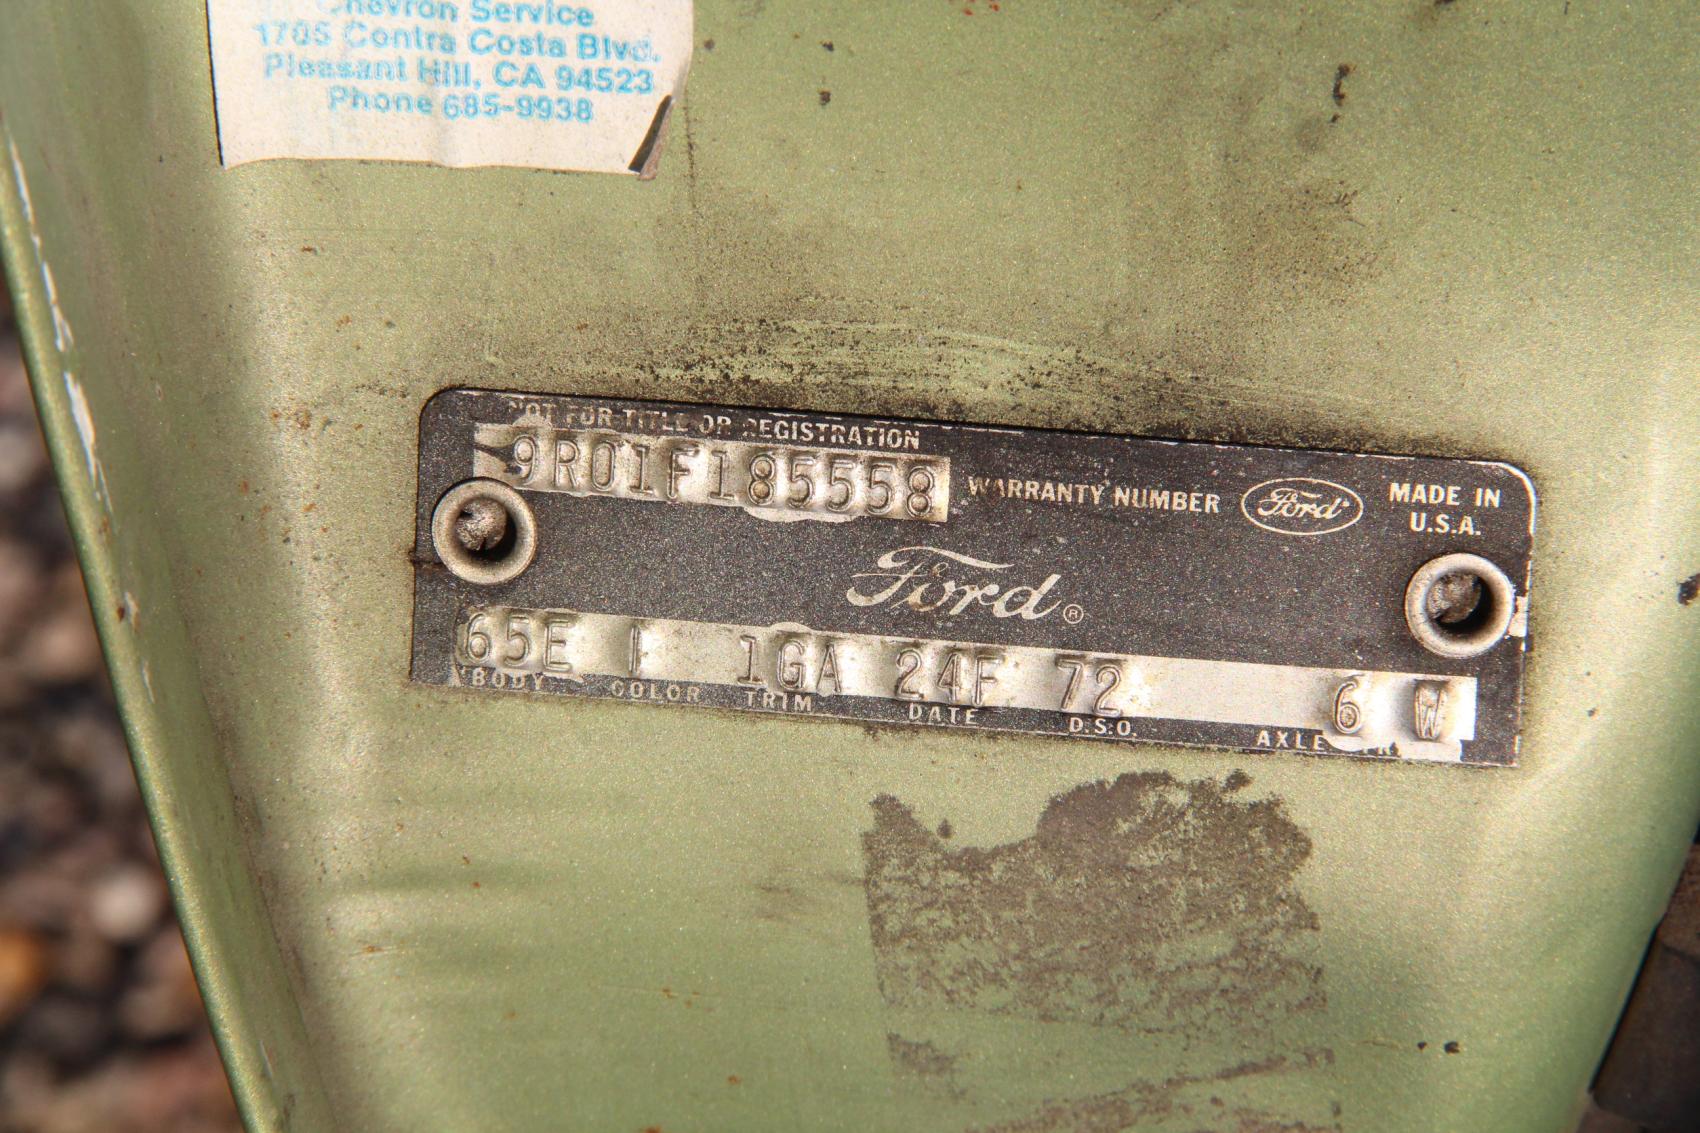 Chevron Service
1705 Contra Costa Blvd.
Pleasant Hill, CA 94523
Phone 685-9938
NOT FOR TITLE OR REGISTRATION
9R01F185558 WARRANTY NUMBER Ford MADE IN U.S.A.
Ford®
65E I 1GA 24F 72 6 W
BODY COLOR TRIM DATE D.S.O. AXLE